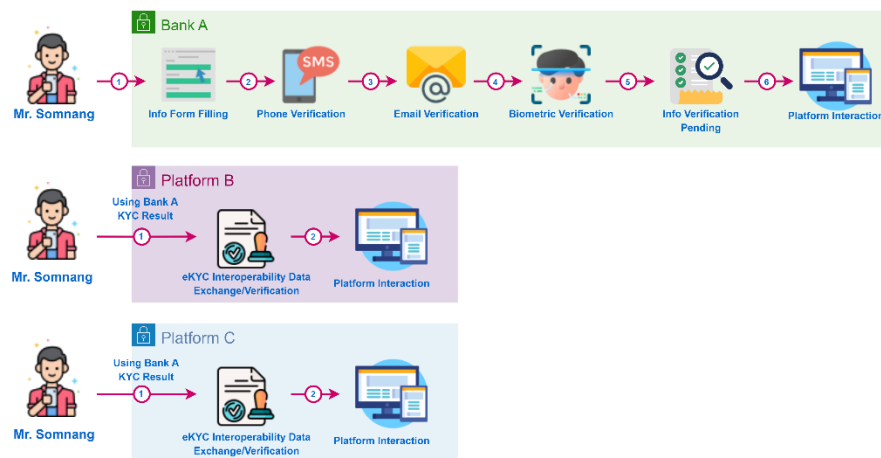 Bank A
1
2
SMS
3
4
5
6
Mr. Somnang
Info Form Filling
Phone Verification
@
Email Verification
Biometric Verification
Info Verification
Pending
Platform Interaction
Platform B
Using Bank A
KYC Result
1
2
Mr. Somnang
eKYC Interoperability Data
Exchange/Verification
Platform Interaction
Platform C
Using Bank A
KYC Result
1
2
Mr. Somnang
eKYC Interoperability Data
Exchange/Verification
Platform Interaction